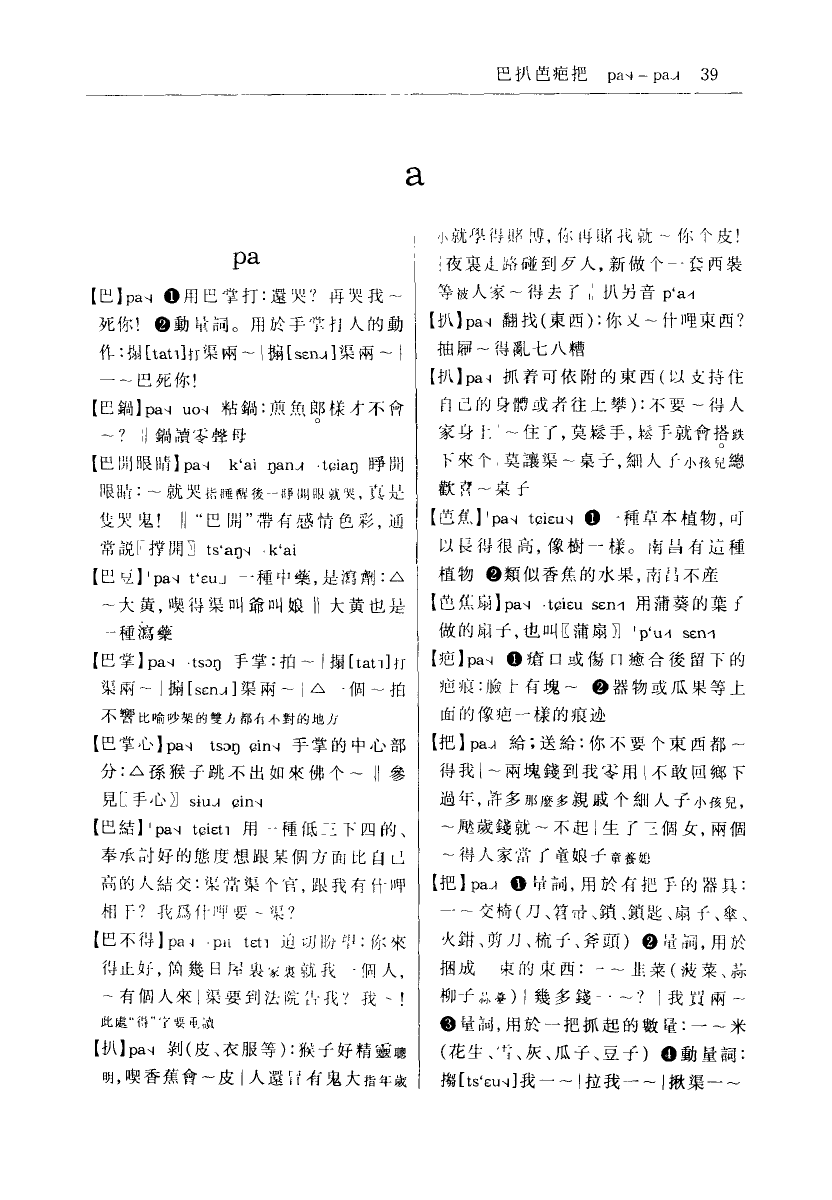 巴扒芭疤把　pa˧˩ – pa˨˩˧　39
a
pa
【巴】pa ❶用巴掌打：還哭？再哭我～
死你！❷動量詞。用於手掌打人的動
作：搨[tat]打渠兩～|搧[sɛn]渠兩～|
一～巴死你！
【巴鍋】pa uo 粘鍋：煎魚郎樣才不會
～？‖鍋讀零聲母
【巴開眼睛】pa k‘ai ŋan ·tɕiaŋ 睜開
眼睛：～就哭指睡醒後一睜開眼就哭，真是
隻哭鬼！‖“巴開”帶有感情色彩，通
常説〖撑開〗ts‘aŋ ·k‘ai
【巴豆】'pa t‘ɛu 一種中藥，是瀉劑：△
～大黄，喫得渠叫爺叫娘‖大黄也是
一種瀉藥
【巴掌】pa ·tsɔŋ 手掌：拍～|搨[tat]打
渠兩～|搧[sɛn]渠兩～|△一個～拍
不響比喻吵架的雙方都有不對的地方
【巴掌心】pa tsɔŋ ɕin 手掌的中心部
分：△孫猴子跳不出如來佛个～‖參
見〖手心〗siu ɕin
【巴結】'pa tɕiɛt 用一種低三下四的、
奉承討好的態度想跟某個方面比自己
高的人結交：渠當渠个官，跟我有什哩
相干？我爲什哩要～渠？
【巴不得】pa ·pit tɛt 迫切盼望：你來
得正好，箇幾日屋裏家裏就我一個人，
～有個人來|渠要到法院告我？我～！
此處“得”字要重讀
【扒】pa 剥（皮、衣服等）：猴子好精靈聰
明，喫香蕉會～皮|人還冇有鬼大指年歲
小就學得賭博，你再賭我就～你个皮！
|夜裏走路碰到歹人，新做个一套西裝
等被人家～得去了‖扒另音p‘a
【扒】pa 翻找（東西）：你又～什哩東西？
抽屜～得亂七八糟
【扒】pa 抓着可依附的東西（以支持住
自己的身體或者往上攀）：不要～得人
家身上|～住了，莫鬆手，鬆手就會搭跌
下來个|莫讓渠～桌子，細人子小孩兒總
歡喜～桌子
【芭蕉】'pa tɕiɛu ❶一種草本植物，可
以長得很高，像樹一樣。南昌有這種
植物 ❷類似香蕉的水果，南昌不産
【芭蕉扇】pa ·tɕiɛu sɛn 用蒲葵的葉子
做的扇子，也叫〖蒲扇〗'p‘u sɛn
【疤】pa ❶瘡口或傷口癒合後留下的
疤痕：臉上有塊～ ❷器物或瓜果等上
面的像疤一樣的痕迹
【把】pa 給；送給：你不要个東西都～
得我|～兩塊錢到我零用|不敢回鄉下
過年，許多那麽多親戚个細人子小孩兒，
～壓歲錢就～不起|生了三個女，兩個
～得人家當了童娘子童養媳
【把】pa ❶量詞，用於有把手的器具：
一～交椅（刀、笤帚、鎖、鎖匙、扇子、傘、
火鉗、剪刀、梳子、斧頭）❷量詞，用於
捆成一束的東西：一～韭菜（菠菜、蒜
柳子蒜薹）|幾多錢一～？|我買兩～
❸量詞，用於一把抓起的數量：一～米
（花生、灰、瓜子、豆子）❹動量詞：
搊[ts‘ɛu]我一～|拉我一～|揪渠一～